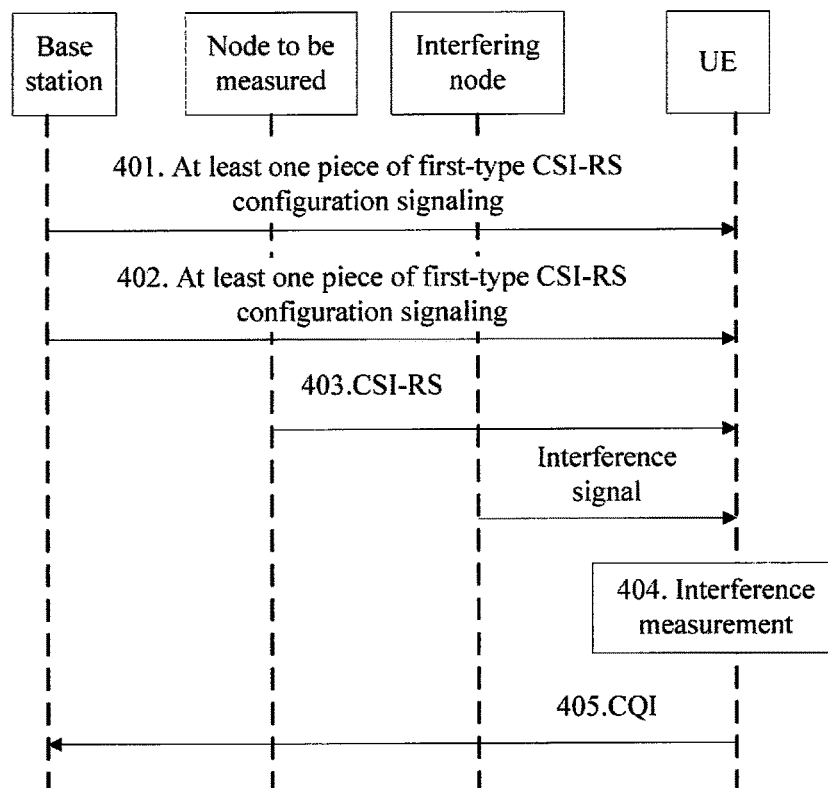 Base
station
Node to be
measured
Interfering
node
UE
401. At least one piece of first-type CSI-RS
configuration signaling
402. At least one piece of first-type CSI-RS
configuration signaling
403.CSI-RS
Interference
signal
404. Interference
measurement
405.CQI